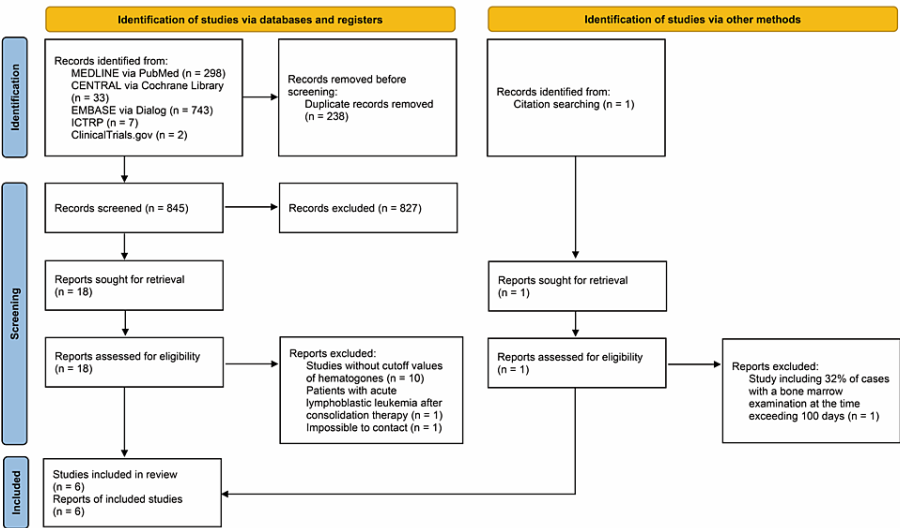 Identification of studies via databases and registers
Identification of studies via other methods
Identification
Records identified from:
MEDLINE via PubMed (n = 298)
CENTRAL via Cochrane Library
(n = 33)
EMBASE via Dialog (n = 743)
ICTRP (n = 7)
ClinicalTrials.gov (n = 2)
Records removed before
screening:
Duplicate records removed
(n = 238)
Records identified from:
Citation searching (n = 1)
Screening
Records screened (n = 845)
Records excluded (n = 827)
Reports sought for retrieval
(n = 18)
Reports sought for retrieval
(n = 1)
Reports assessed for eligibility
(n = 18)
Reports excluded:
Studies without cutoff values
of hematogones (n = 10)
Patients with acute
lymphoblastic leukemia after
consolidation therapy (n = 1)
Impossible to contact (n = 1)
Reports assessed for eligibility
(n = 1)
Reports excluded:
Study including 32% of cases
with a bone marrow
examination at the time
exceeding 100 days (n = 1)
Included
Studies included in review
(n = 6)
Reports of included studies
(n = 6)